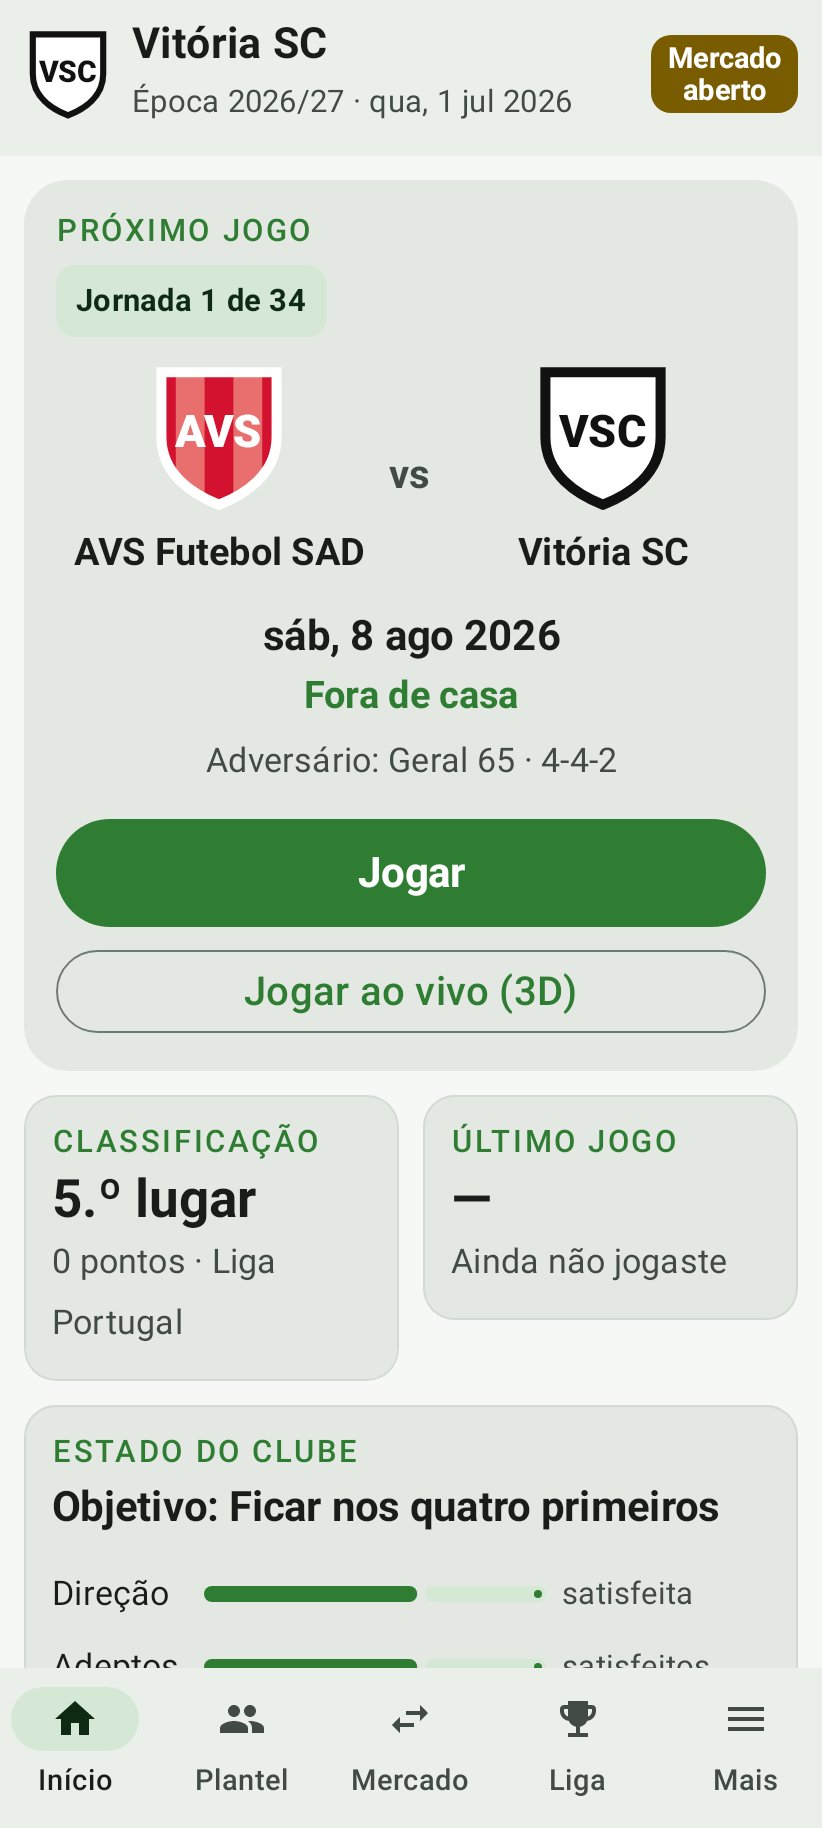 VSC
Vitória SC
Época 2026/27 · qua, 1 jul 2026
Mercado
aberto
PRÓXIMO JOGO
Jornada 1 de 34
AVS
vs
VSC
AVS Futebol SAD
Vitória SC
sáb, 8 ago 2026
Fora de casa
Adversário: Geral 65 · 4-4-2
Jogar
Jogar ao vivo (3D)
CLASSIFICAÇÃO
5.º lugar
0 pontos · Liga
Portugal
ÚLTIMO JOGO
—
Ainda não jogaste
ESTADO DO CLUBE
Objetivo: Ficar nos quatro primeiros
Direção satisfeita
Adeptos satisfeitos
Início
Plantel
Mercado
Liga
Mais